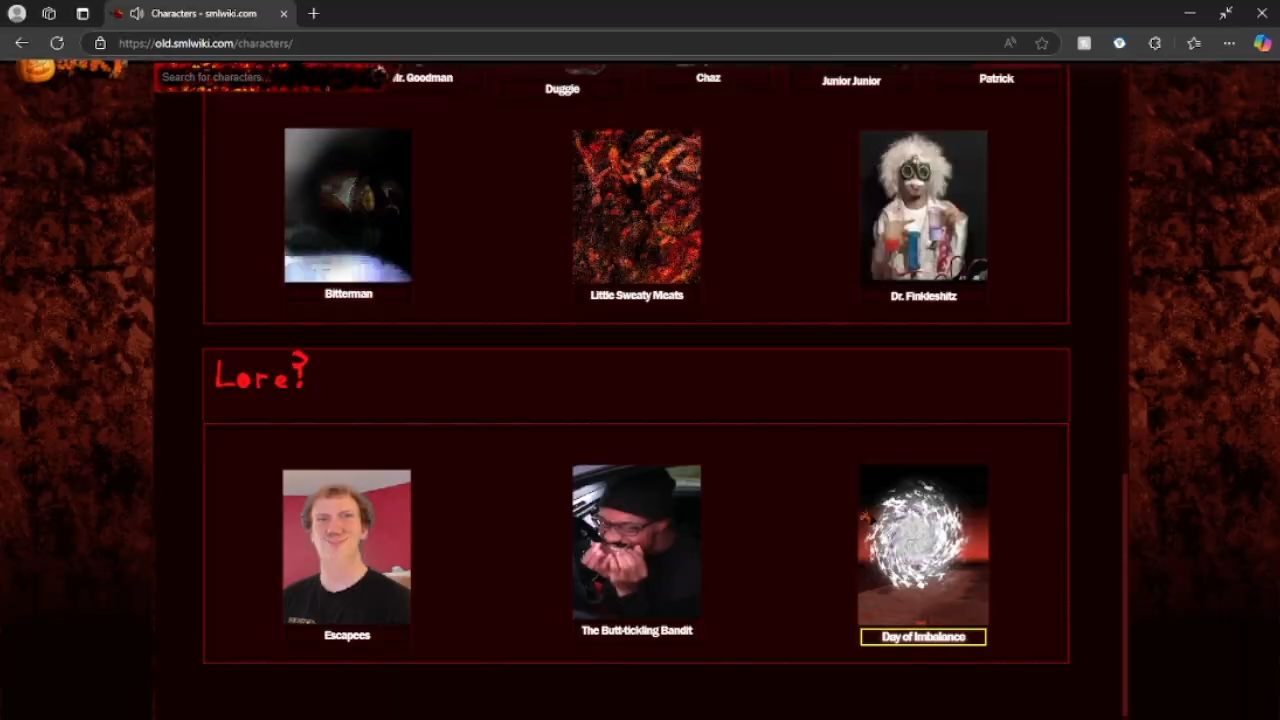 Characters - smlwiki.com
https://old.smlwiki.com/characters/
Search for characters...
Mr. Goodman
Duggie
Chaz
Junior Junior
Patrick
Bitterman
Little Sweaty Meats
Dr. Finkleshitz
Lore?
Escapees
The Butt-tickling Bandit
Day of Imbalance